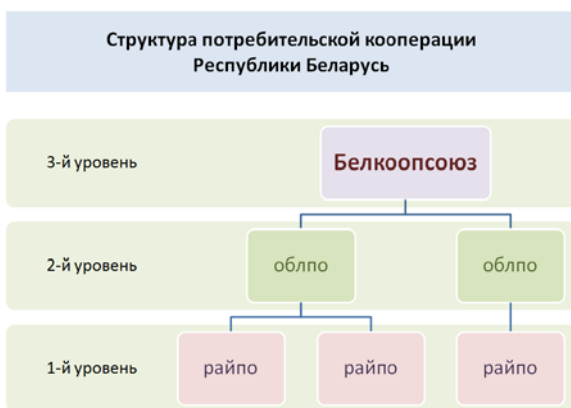 Структура потребительской кооперации
Республики Беларусь
3-й уровень
Белкоопсоюз
2-й уровень
облпо
облпо
1-й уровень
райпо
райпо
райпо